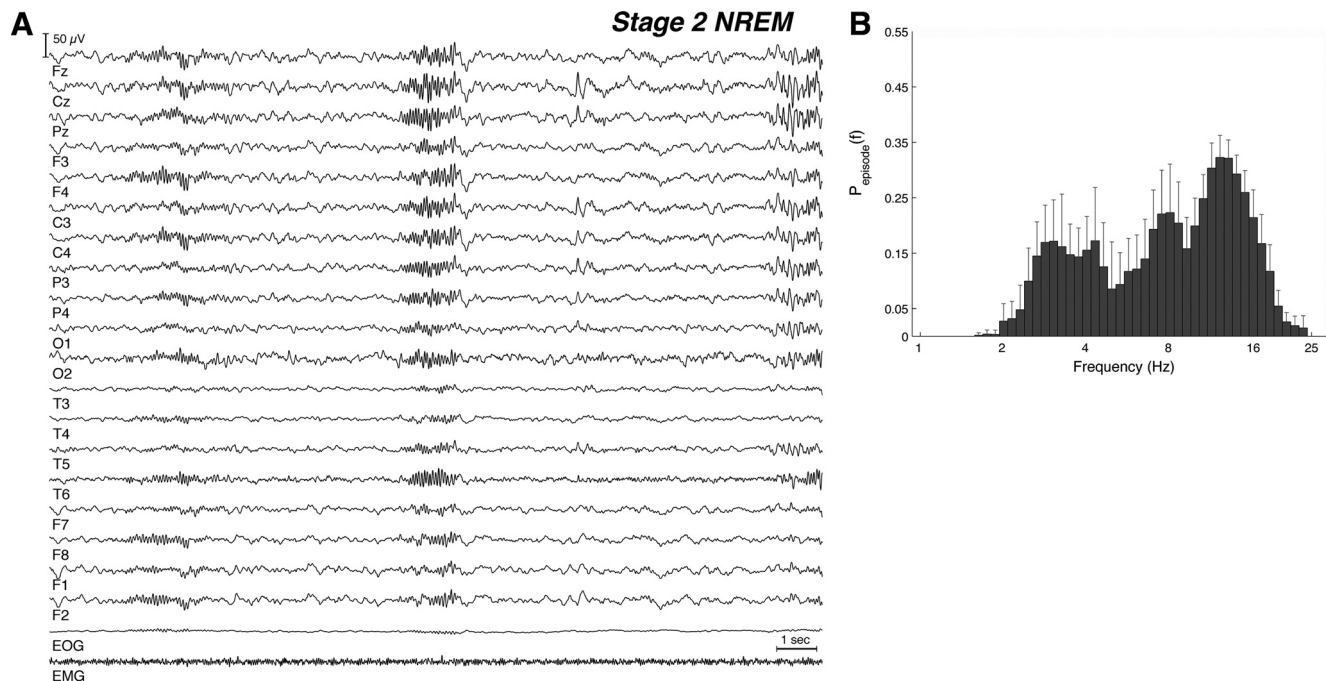 A
50 µV
Stage 2 NREM
Fz
Cz
Pz
F3
F4
C3
C4
P3
P4
O1
O2
T3
T4
T5
T6
F7
F8
F1
F2
EOG
EMG
1 sec
B
0.55
0.45
0.35
0.25
0.15
0.05
0
P episode (f)
1 2 4 8 16 25
Frequency (Hz)